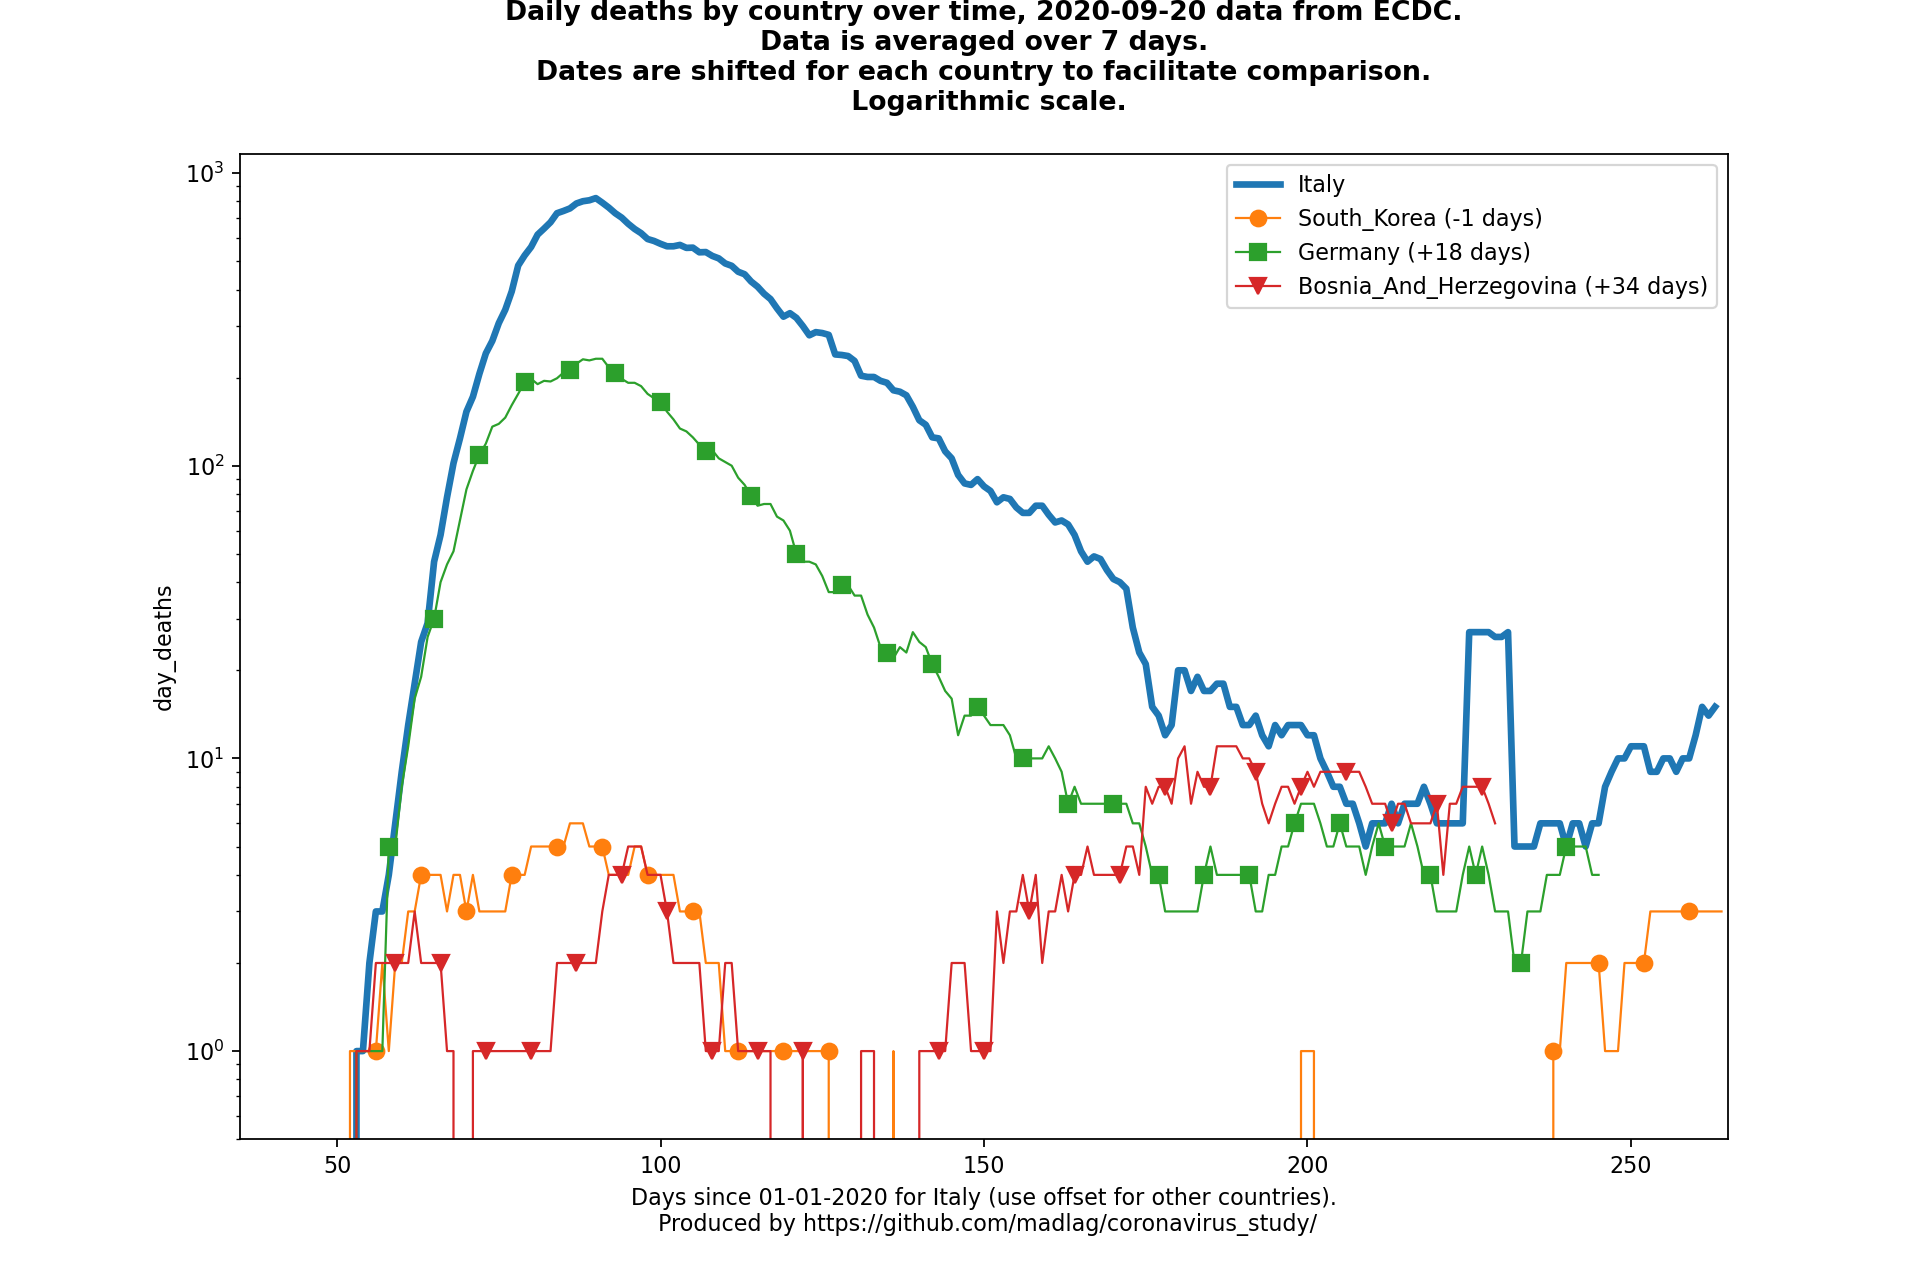 Daily deaths by country over time, 2020-09-20 data from ECDC.
Data is averaged over 7 days.
Dates are shifted for each country to facilitate comparison.
Logarithmic scale.
10³
Italy
South_Korea (-1 days)
Germany (+18 days)
Bosnia_And_Herzegovina (+34 days)
10²
day_deaths
10¹
10⁰
50 100 150 200 250
Days since 01-01-2020 for Italy (use offset for other countries).
Produced by https://github.com/madlag/coronavirus_study/